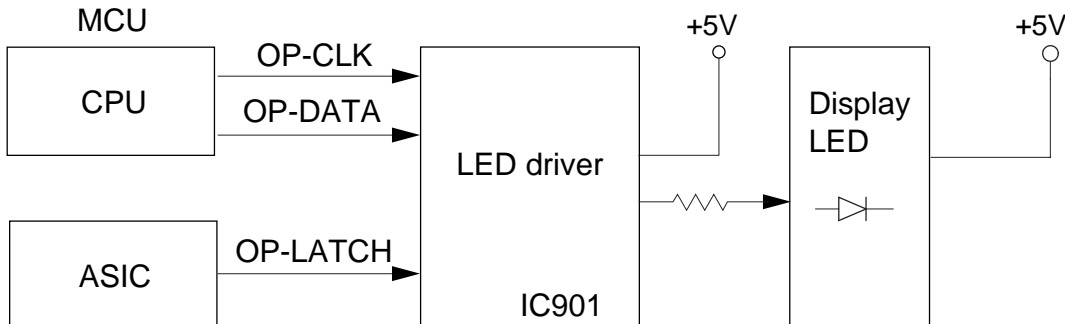 MCU
CPU
OP-CLK
OP-DATA
ASIC
OP-LATCH
LED driver
IC901
+5V
Display
LED
+5V